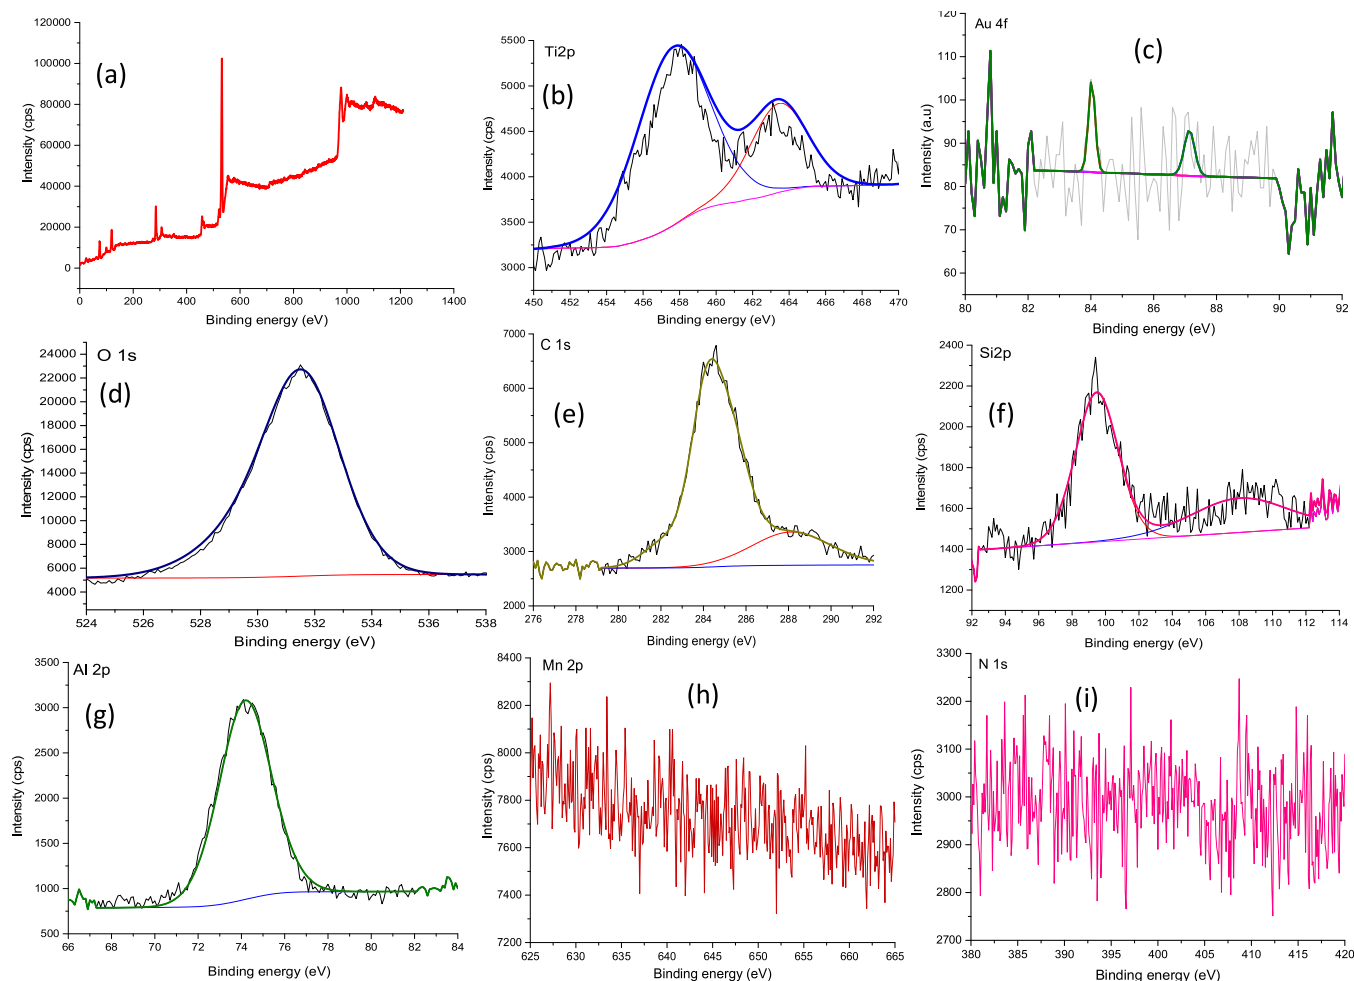 (a)
Intensity (cps)
120000
100000
80000
60000
40000
20000
0
0 200 400 600 800 1000 1200 1400
Binding energy (eV)
Ti2p
(b)
Intensity (cps)
5500
5000
4500
4000
3500
3000
450 452 454 456 458 460 462 464 466 468 470
Binding energy (eV)
Au 4f
(c)
Intensity (a.u)
110
100
90
80
70
60
80 82 84 86 88 90 92
Binding energy (eV)
O 1s
(d)
Intensity (cps)
24000
22000
20000
18000
16000
14000
12000
10000
8000
6000
4000
524 526 528 530 532 534 536 538
Binding energy (eV)
C 1s
(e)
Intensity (cps)
7000
6000
5000
4000
3000
2000
276 278 280 282 284 286 288 290 292
Binding energy (eV)
Si2p
(f)
Intensity (cps)
2400
2200
2000
1800
1600
1400
1200
1000
92 94 96 98 100 102 104 106 108 110 112 114
Binding energy (eV)
Al 2p
(g)
Intensity (cps)
3500
3000
2500
2000
1500
1000
500
66 68 70 72 74 76 78 80 82 84
Binding energy (eV)
Mn 2p
(h)
Intensity (cps)
8400
8200
8000
7800
7600
7400
7200
625 630 635 640 645 650 655 660 665
Binding energy (eV)
N 1s
(i)
Intensity (cps)
3300
3200
3100
3000
2900
2800
2700
380 385 390 395 400 405 410 415 420
Binding energy (eV)